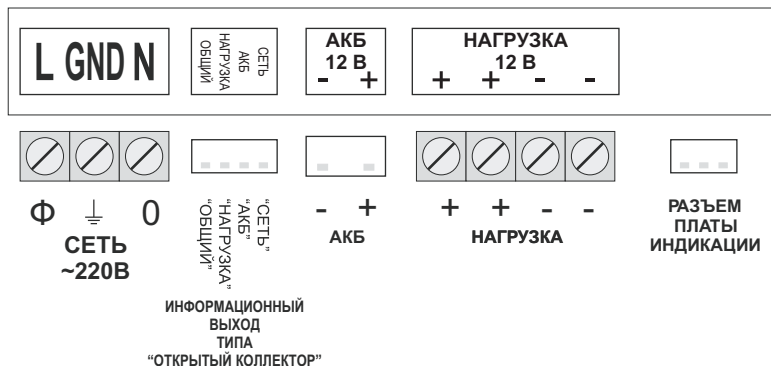 L GND N
ОБЩИЙ
НАГРУЗКА
АКБ
СЕТЬ
АКБ
12 В
- +
НАГРУЗКА
12 В
+ + - -
Ф ⏚ 0
СЕТЬ
~220В
“ОБЩИЙ”
“НАГРУЗКА”
“АКБ”
“СЕТЬ”
ИНФОРМАЦИОННЫЙ
ВЫХОД
ТИПА
“ОТКРЫТЫЙ КОЛЛЕКТОР”
- +
АКБ
+ + - -
НАГРУЗКА
РАЗЪЕМ
ПЛАТЫ
ИНДИКАЦИИ